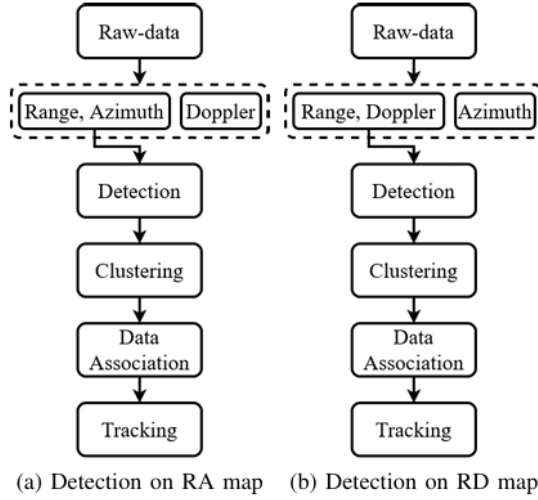 Raw-data
Range, Azimuth
Doppler
Detection
Clustering
Data
Association
Tracking
(a) Detection on RA map
Raw-data
Range, Doppler
Azimuth
Detection
Clustering
Data
Association
Tracking
(b) Detection on RD map